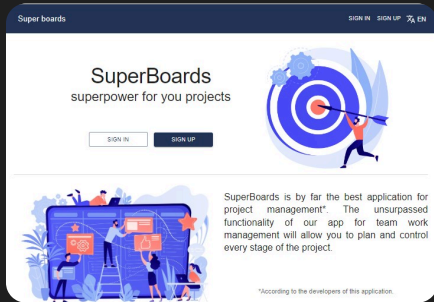 Super boards
SIGN IN SIGN UP EN
SuperBoards
superpower for you projects
SIGN IN SIGN UP
SuperBoards is by far the best application for
project management*. The unsurpassed
functionality of our app for team work
management will allow you to plan and control
every stage of the project.
*According to the developers of this application.